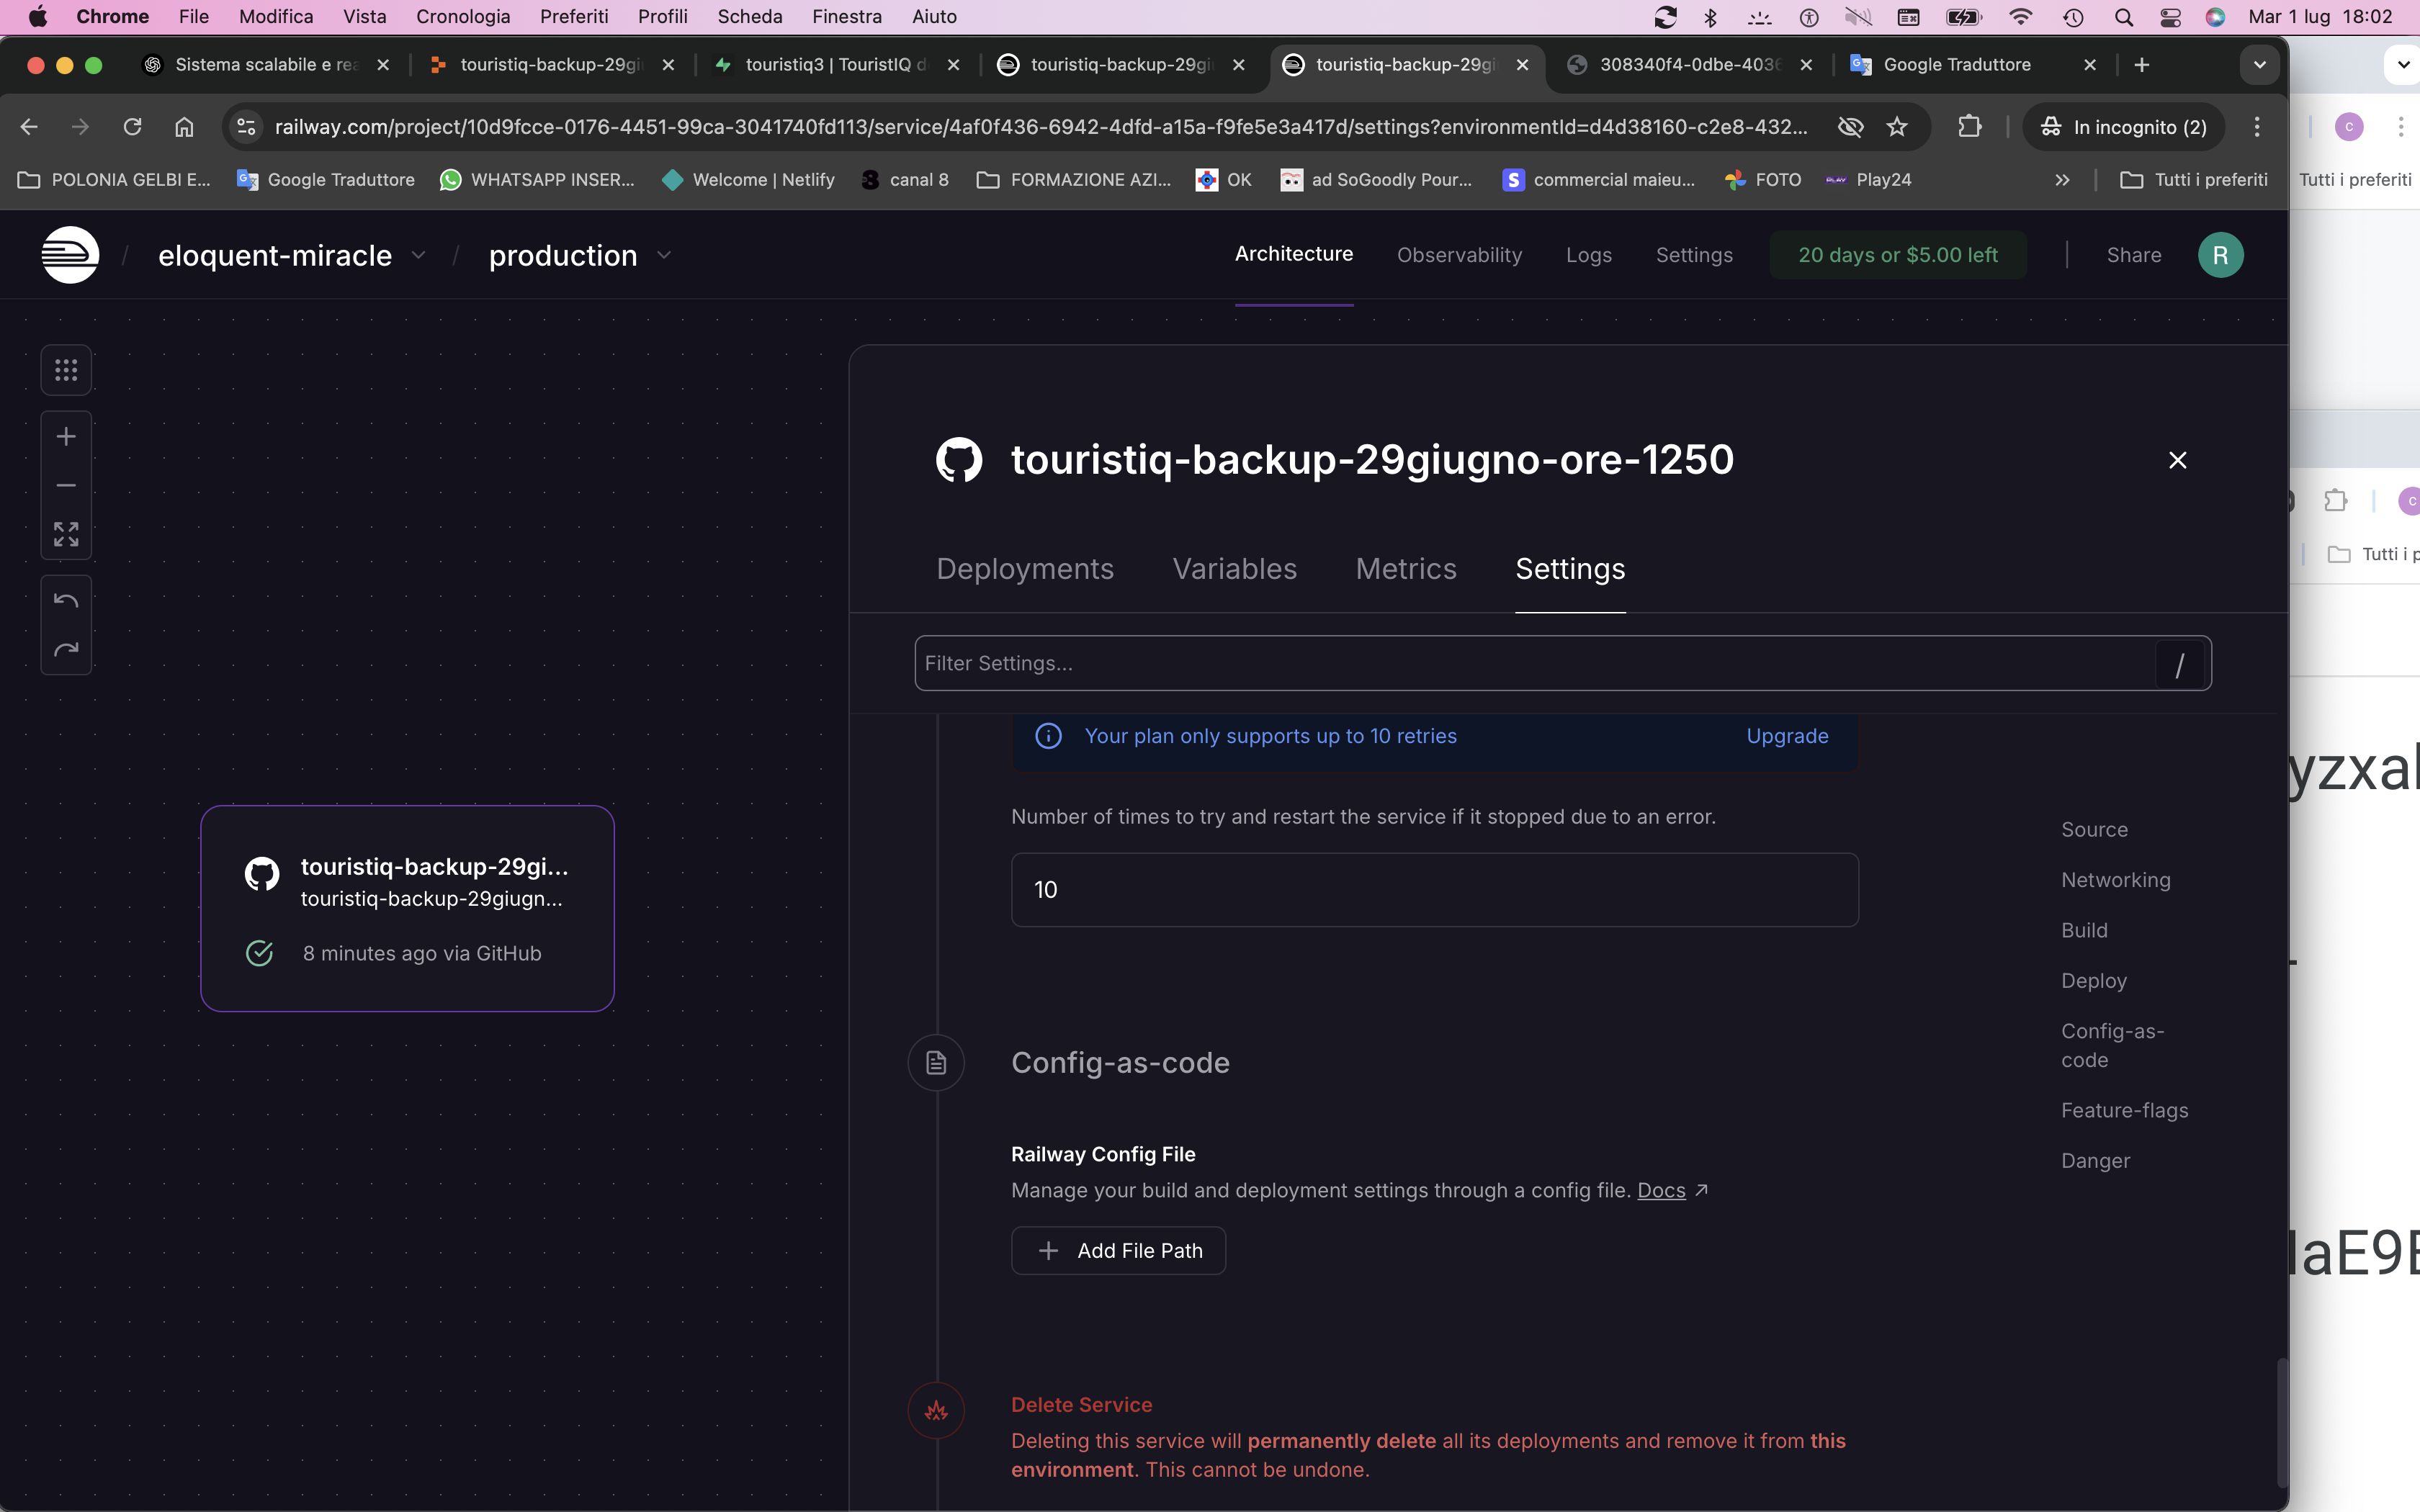 Chrome File Modifica Vista Cronologia Preferiti Profili Scheda Finestra Aiuto Mar 1 lug 18:02
Sistema scalabile e rea touristiq-backup-29gi touristiq3 | TouristIQ d touristiq-backup-29gi touristiq-backup-29gi 308340f4-0dbe-4036 Google Traduttore
railway.com/project/10d9fcce-0176-4451-99ca-3041740fd113/service/4af0f436-6942-4dfd-a15a-f9fe5e3a417d/settings?environmentId=d4d38160-c2e8-432... In incognito (2)
POLONIA GELBI E... Google Traduttore WHATSAPP INSER... Welcome | Netlify canal 8 FORMAZIONE AZI... OK ad SoGoodly Pour... commercial maieu... FOTO Play24 » Tutti i preferiti Tutti i preferiti
eloquent-miracle / production Architecture Observability Logs Settings 20 days or $5.00 left Share R
touristiq-backup-29giugno-ore-1250
Tutti i p
Deployments Variables Metrics Settings
Filter Settings... /
Your plan only supports up to 10 retries Upgrade
yzxal
Number of times to try and restart the service if it stopped due to an error.
10
touristiq-backup-29gi...
touristiq-backup-29giugn...
8 minutes ago via GitHub
Source
Networking
Build
Deploy
Config-as-
code
Feature-flags
Danger
Config-as-code
Railway Config File
Manage your build and deployment settings through a config file. Docs ↗
+ Add File Path
aE9E
Delete Service
Deleting this service will permanently delete all its deployments and remove it from this
environment. This cannot be undone.